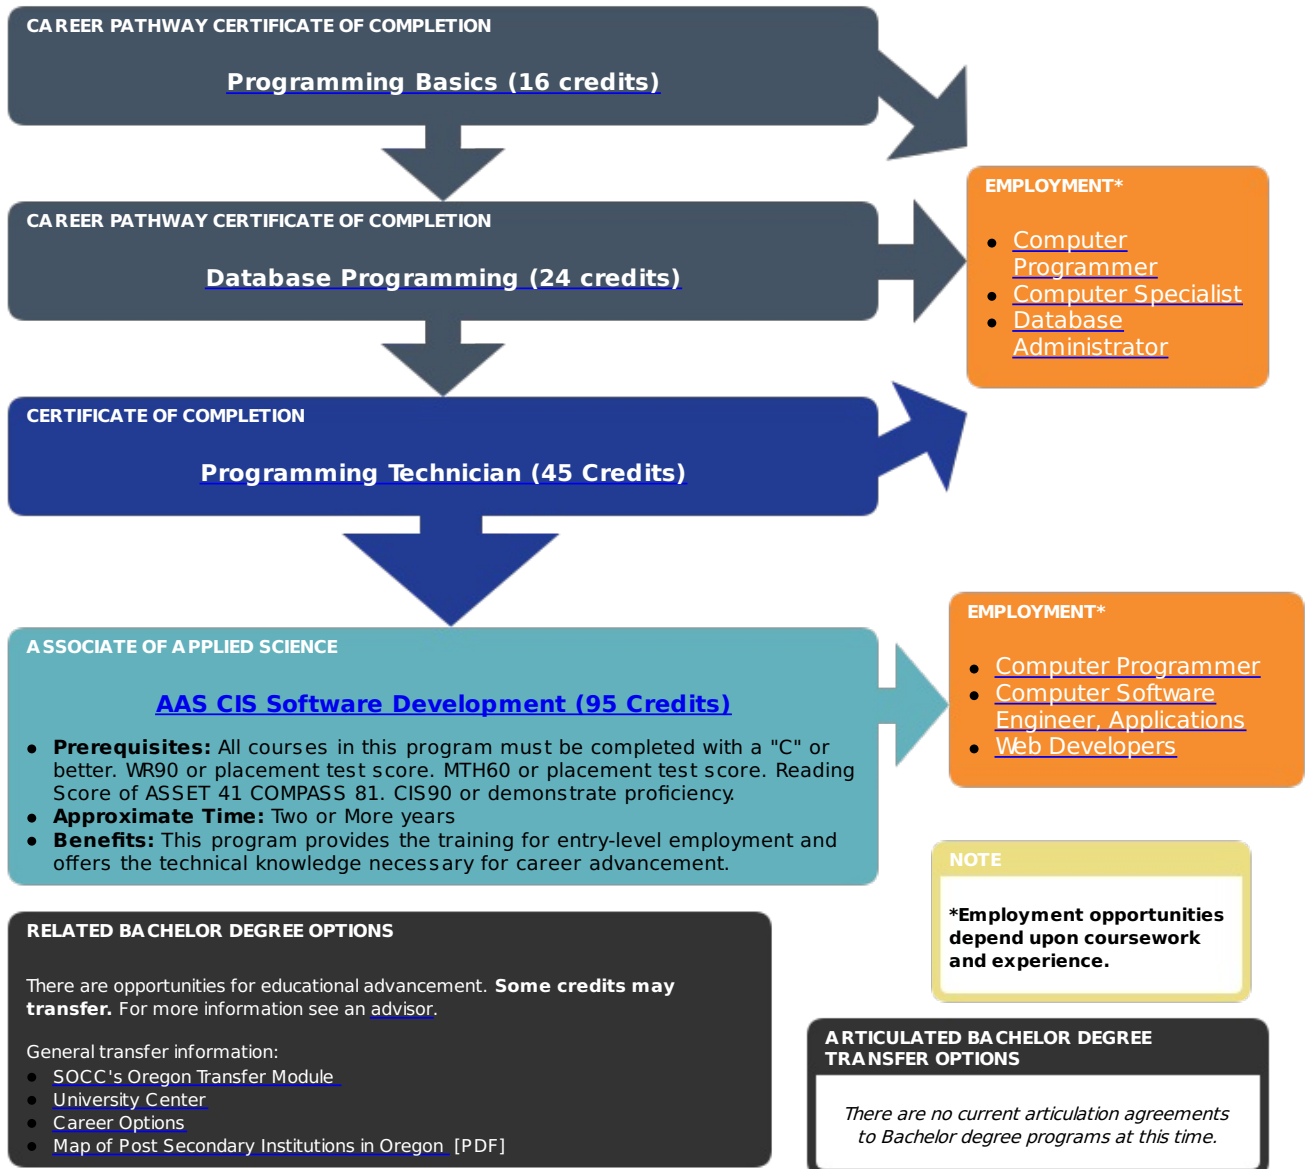 CAREER PATHWAY CERTIFICATE OF COMPLETION
Programming Basics (16 credits)
CAREER PATHWAY CERTIFICATE OF COMPLETION
Database Programming (24 credits)
EMPLOYMENT*
Computer
Programmer
Computer Specialist
Database
Administrator
CERTIFICATE OF COMPLETION
Programming Technician (45 Credits)
ASSOCIATE OF APPLIED SCIENCE
AAS CIS Software Development (95 Credits)
● Prerequisites: All courses in this program must be completed with a "C" or
better. WR90 or placement test score. MTH60 or placement test score. Reading
Score of ASSET 41 COMPASS 81. CIS90 or demonstrate proficiency.
● Approximate Time: Two or More years
● Benefits: This program provides the training for entry-level employment and
offers the technical knowledge necessary for career advancement.
EMPLOYMENT*
● Computer Programmer
● Computer Software
Engineer, Applications
● Web Developers
NOTE
*Employment opportunities
depend upon coursework
and experience.
RELATED BACHELOR DEGREE OPTIONS
There are opportunities for educational advancement. Some credits may
transfer. For more information see an advisor.
General transfer information:
● SOCC's Oregon Transfer Module
● University Center
● Career Options
● Map of Post Secondary Institutions in Oregon [PDF]
ARTICULATED BACHELOR DEGREE
TRANSFER OPTIONS
There are no current articulation agreements
to Bachelor degree programs at this time.